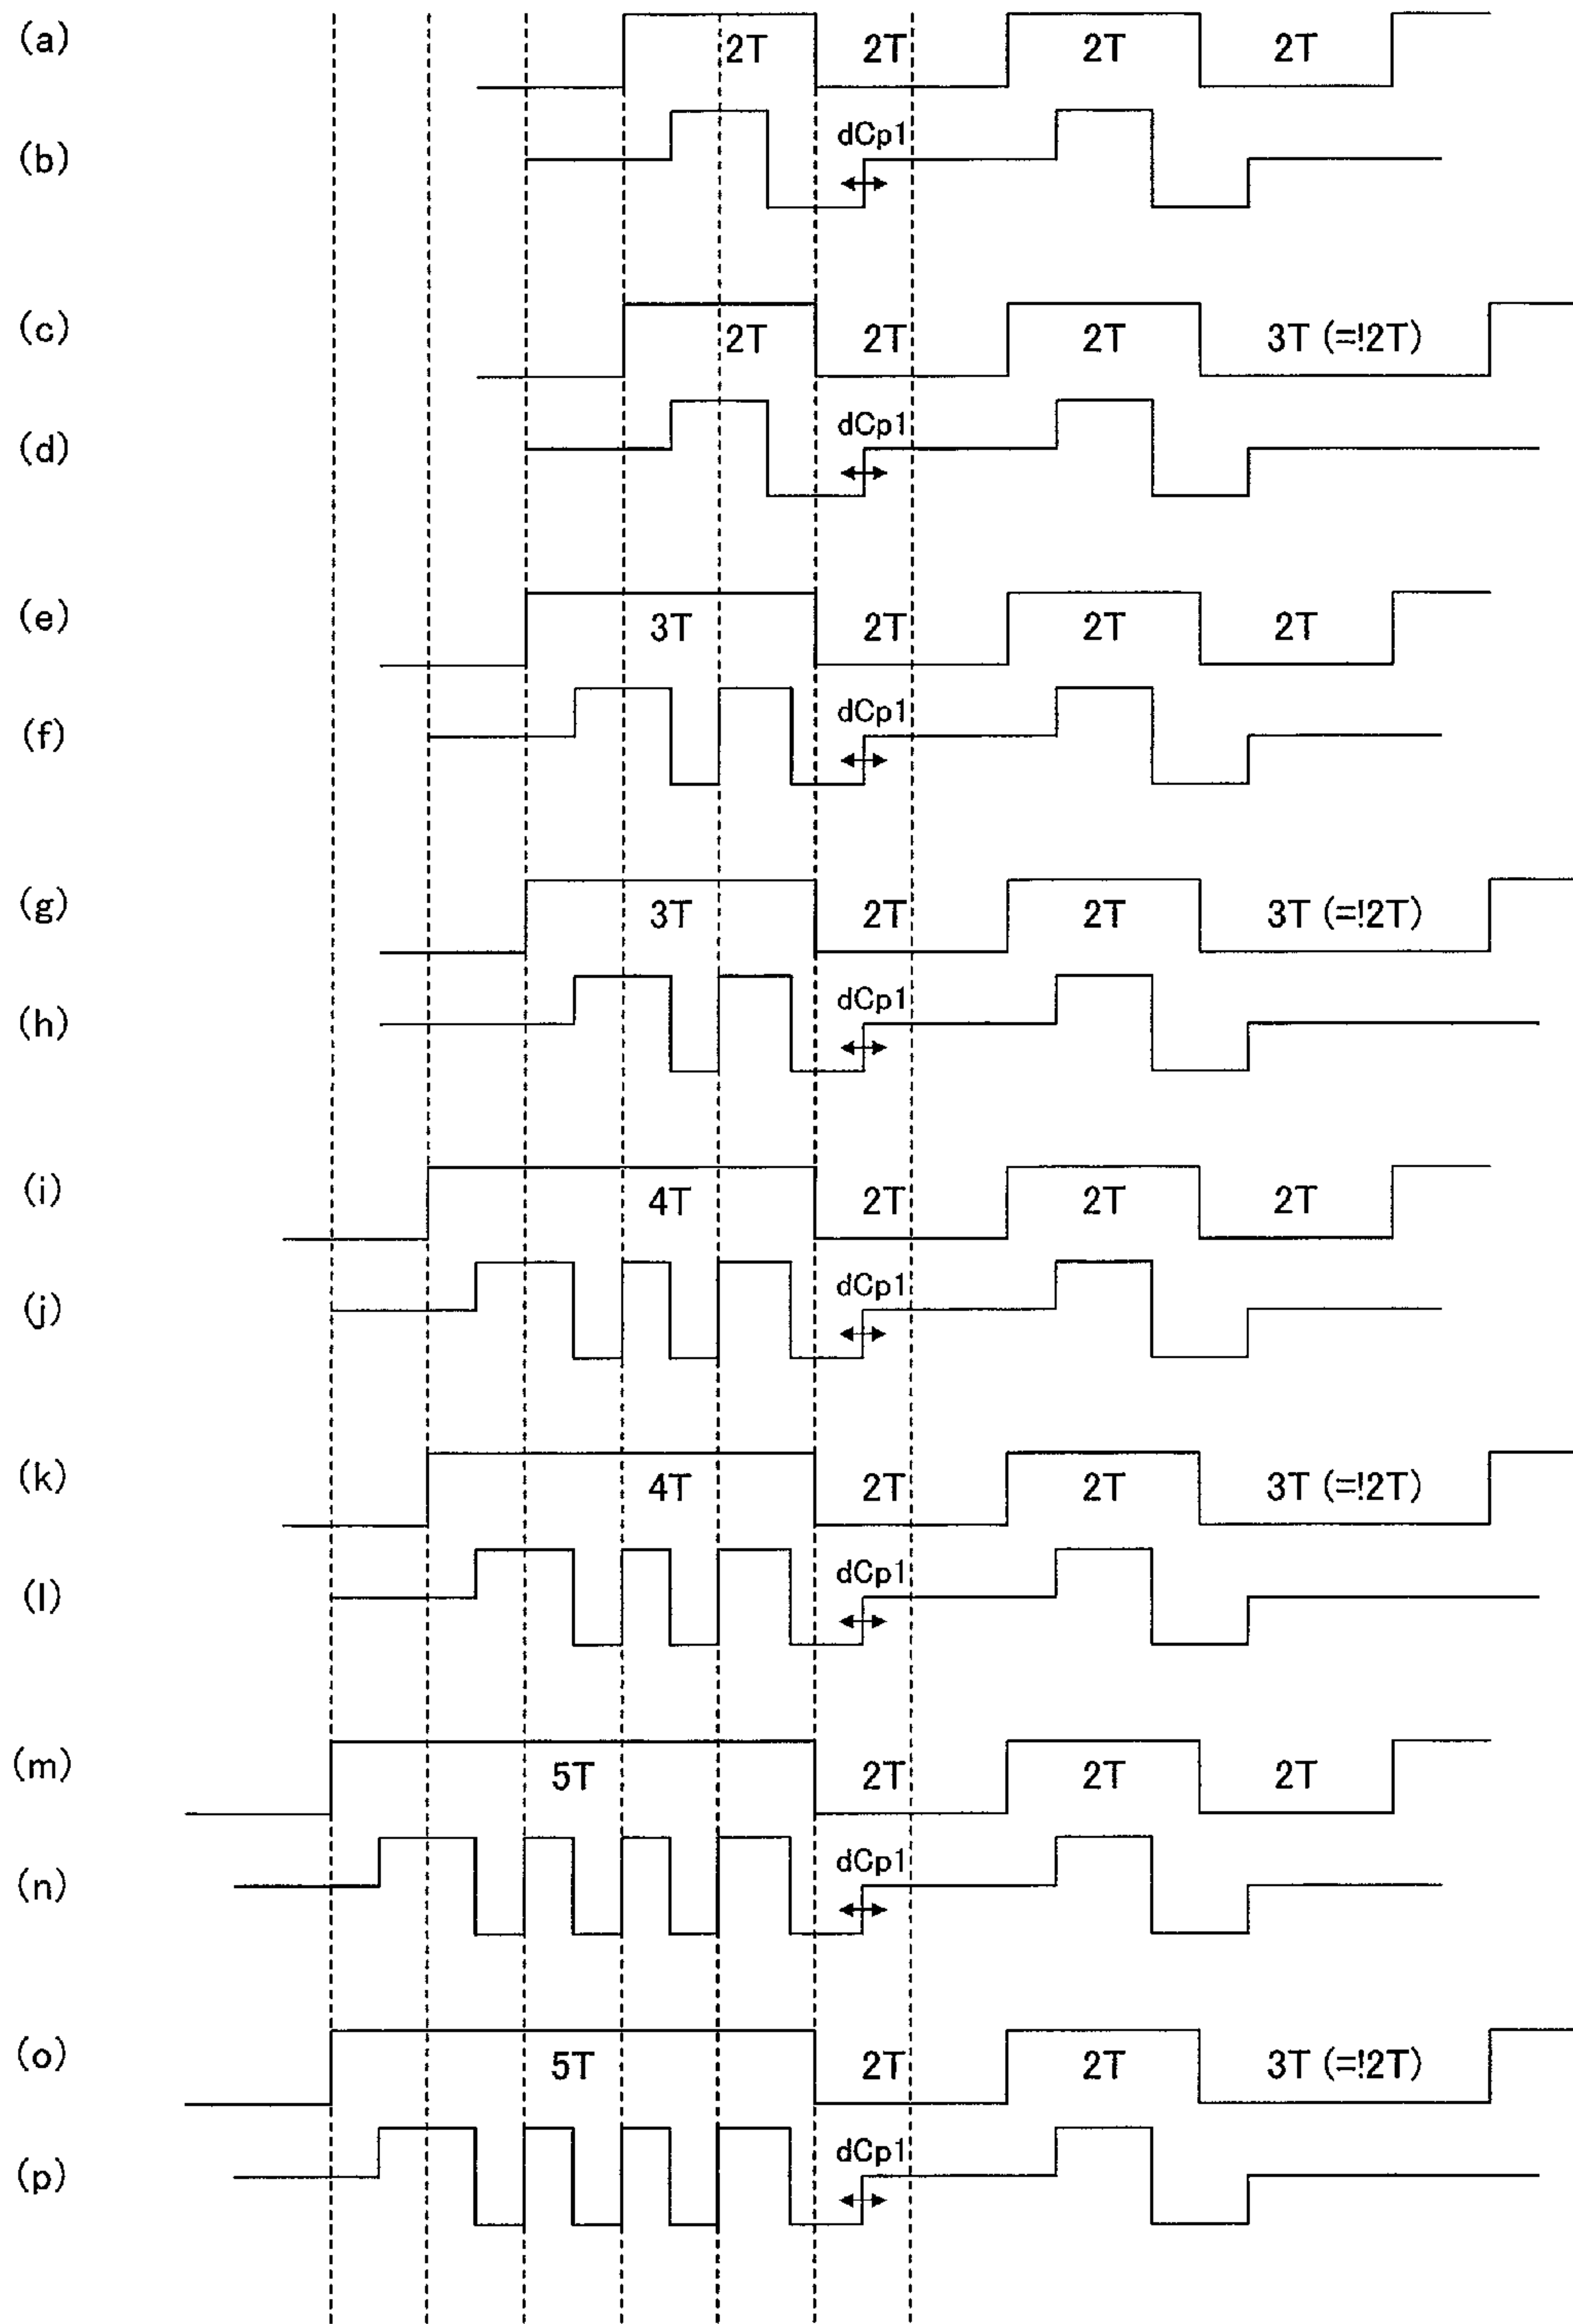 (a) 2T 2T 2T 2T
(b) dCp1
(c) 2T 2T 2T 3T (=!2T)
(d) dCp1
(e) 3T 2T 2T 2T
(f) dCp1
(g) 3T 2T 2T 3T (=!2T)
(h) dCp1
(i) 4T 2T 2T 2T
(j) dCp1
(k) 4T 2T 2T 3T (=!2T)
(l) dCp1
(m) 5T 2T 2T 2T
(n) dCp1
(o) 5T 2T 2T 3T (=!2T)
(p) dCp1